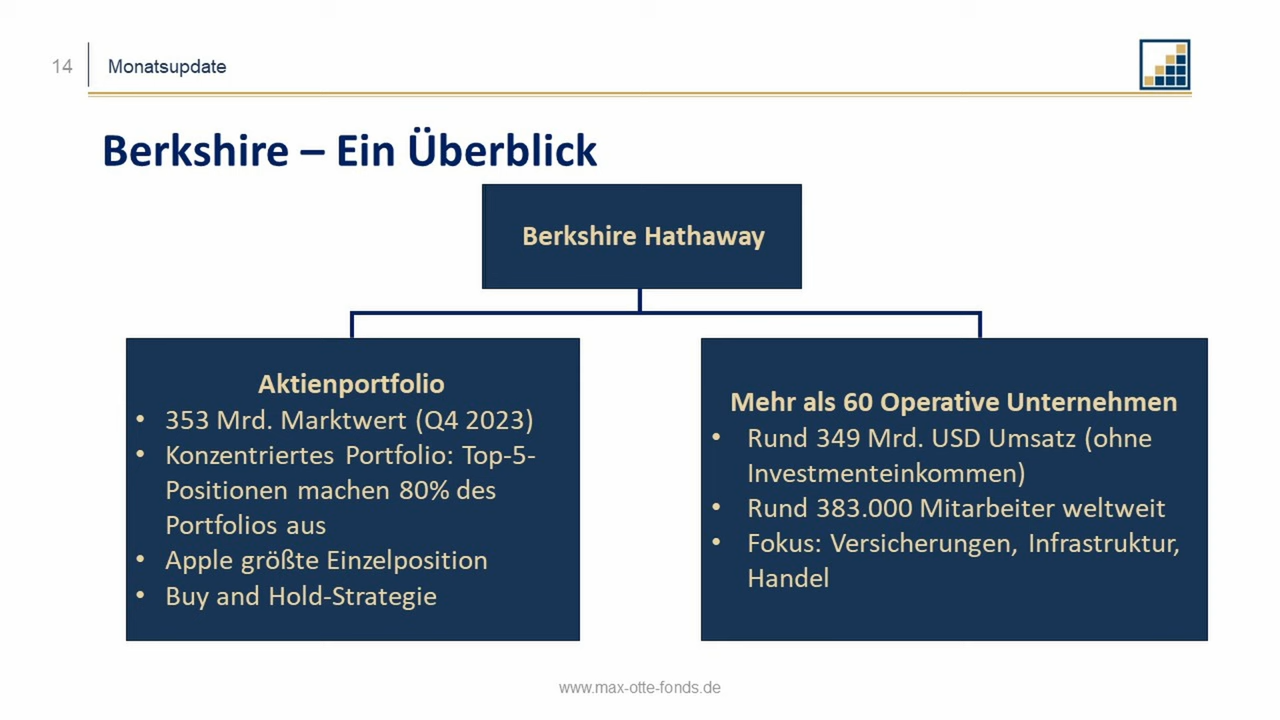 14
Monatsupdate
Berkshire – Ein Überblick
Berkshire Hathaway
Aktienportfolio
• 353 Mrd. Marktwert (Q4 2023)
• Konzentriertes Portfolio: Top-5-
Positionen machen 80% des
Portfolios aus
• Apple größte Einzelposition
• Buy and Hold-Strategie
Mehr als 60 Operative Unternehmen
• Rund 349 Mrd. USD Umsatz (ohne
Investmenteinkommen)
• Rund 383.000 Mitarbeiter weltweit
• Fokus: Versicherungen, Infrastruktur,
Handel
www.max-otte-fonds.de